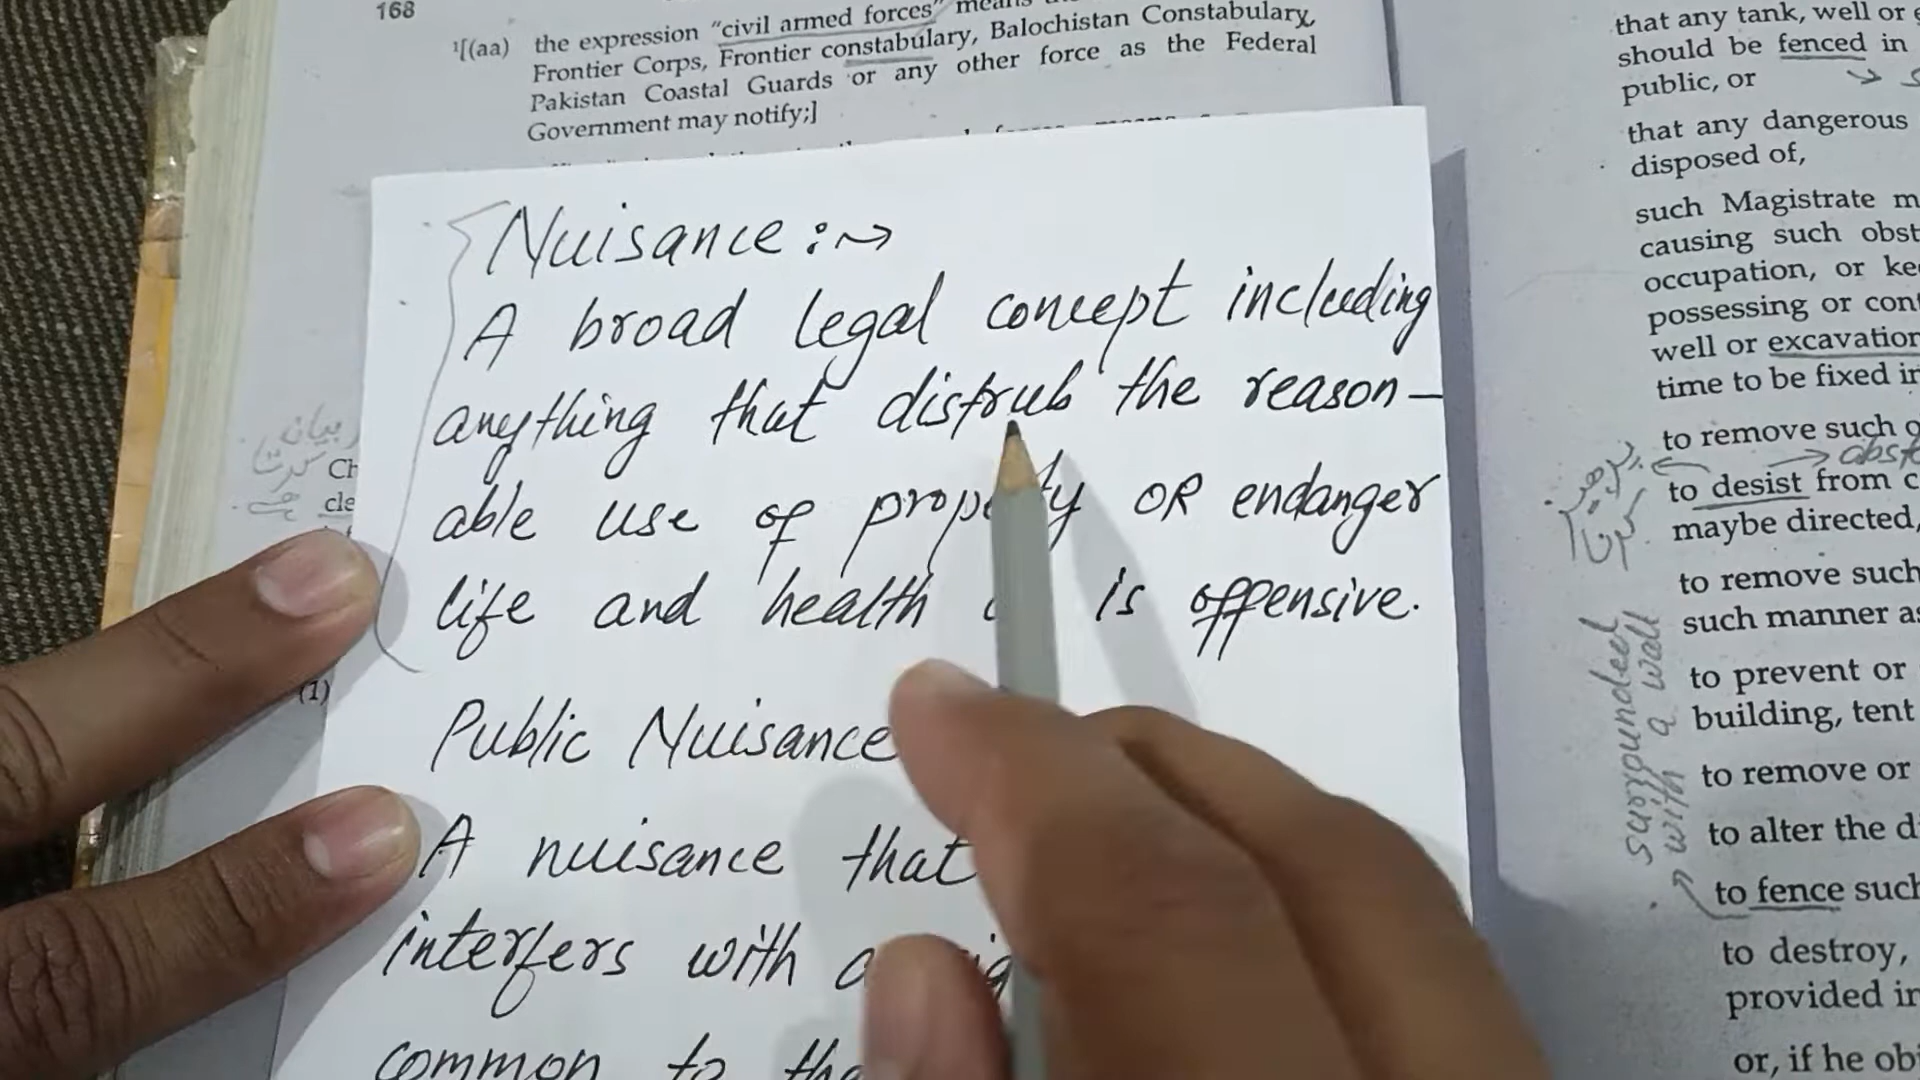 168
¹[(aa) the expression "civil armed forces" means
Frontier Corps, Frontier constabulary, Balochistan Constabulary,
Pakistan Coastal Guards or any other force as the Federal
Government may notify;]
Nuisance :→
A broad legal concept including
anything that distrub the reason-
able use of property OR endanger
life and health is offensive.
(1)
Public Nuisance
A nuisance that
interfers with a
common to the
Ch
cle
that any tank, well or
should be fenced in
public, or
that any dangerous
disposed of,
such Magistrate m
causing such obst
occupation, or ke
possessing or con
well or excavation
time to be fixed in
to remove such o
to desist from c
maybe directed,
to remove such
such manner as
to prevent or
building, tent
to remove or
to alter the d
to fence such
to destroy,
provided in
or, if he ob
surrounded
with a wall